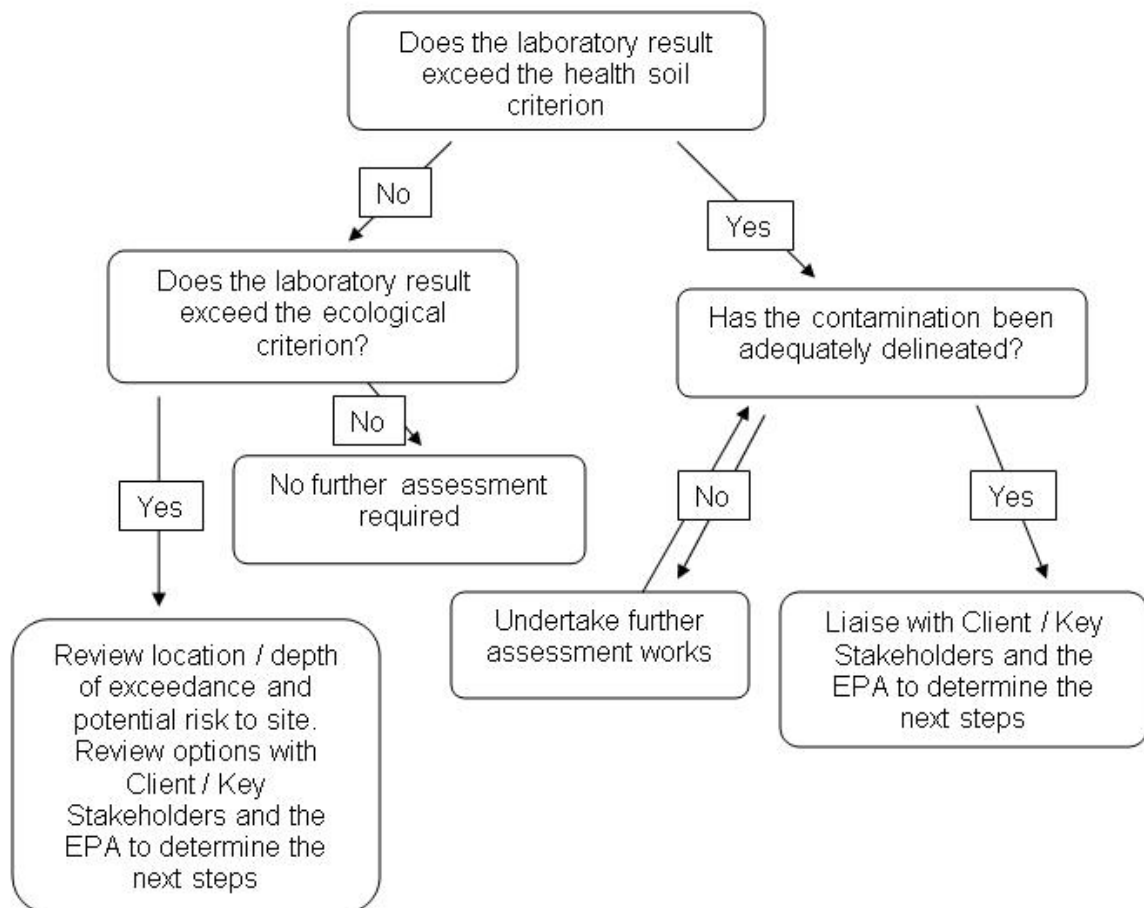 Does the laboratory result
exceed the health soil
criterion
No
Yes
Does the laboratory result
exceed the ecological
criterion?
Has the contamination been
adequately delineated?
No
Yes
No further assessment
required
No
Yes
Review location / depth
of exceedance and
potential risk to site.
Review options with
Client / Key
Stakeholders and the
EPA to determine the
next steps
Undertake further
assessment works
Liaise with Client / Key
Stakeholders and the
EPA to determine the
next steps